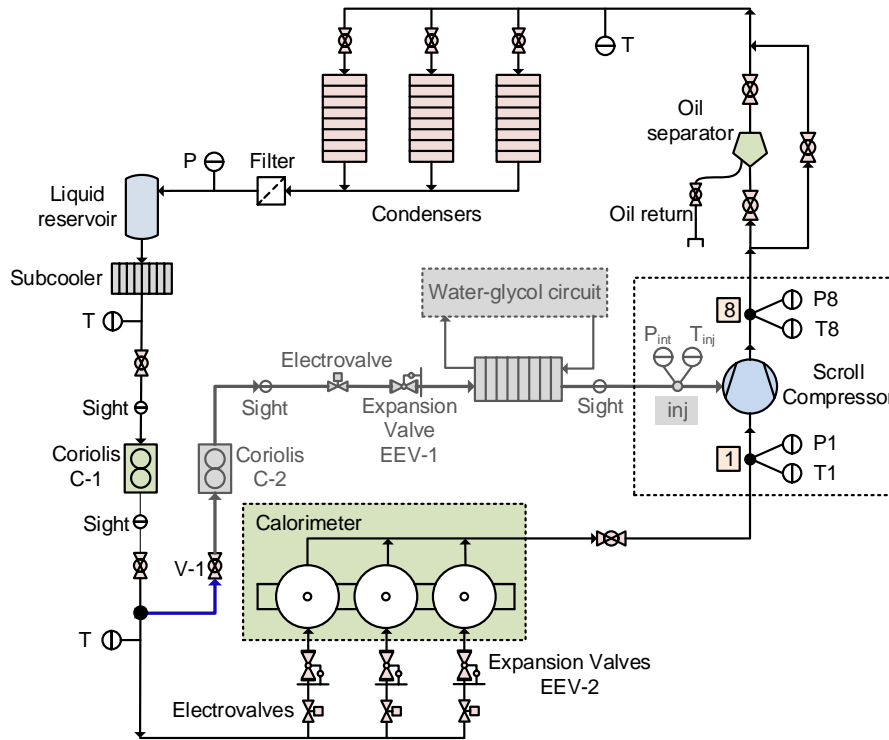 T
Oil
separator
P
Filter
Liquid
reservoir
Oil return
Condensers
Subcooler
Water-glycol circuit
8
P8
T8
T
Pint
Tinj
Electrovalve
Scroll
Compressor
Sight
Sight
Expansion
Valve
EEV-1
Sight
inj
Coriolis
C-1
Coriolis
C-2
1
P1
T1
Sight
Calorimeter
V-1
T
Expansion Valves
EEV-2
Electrovalves